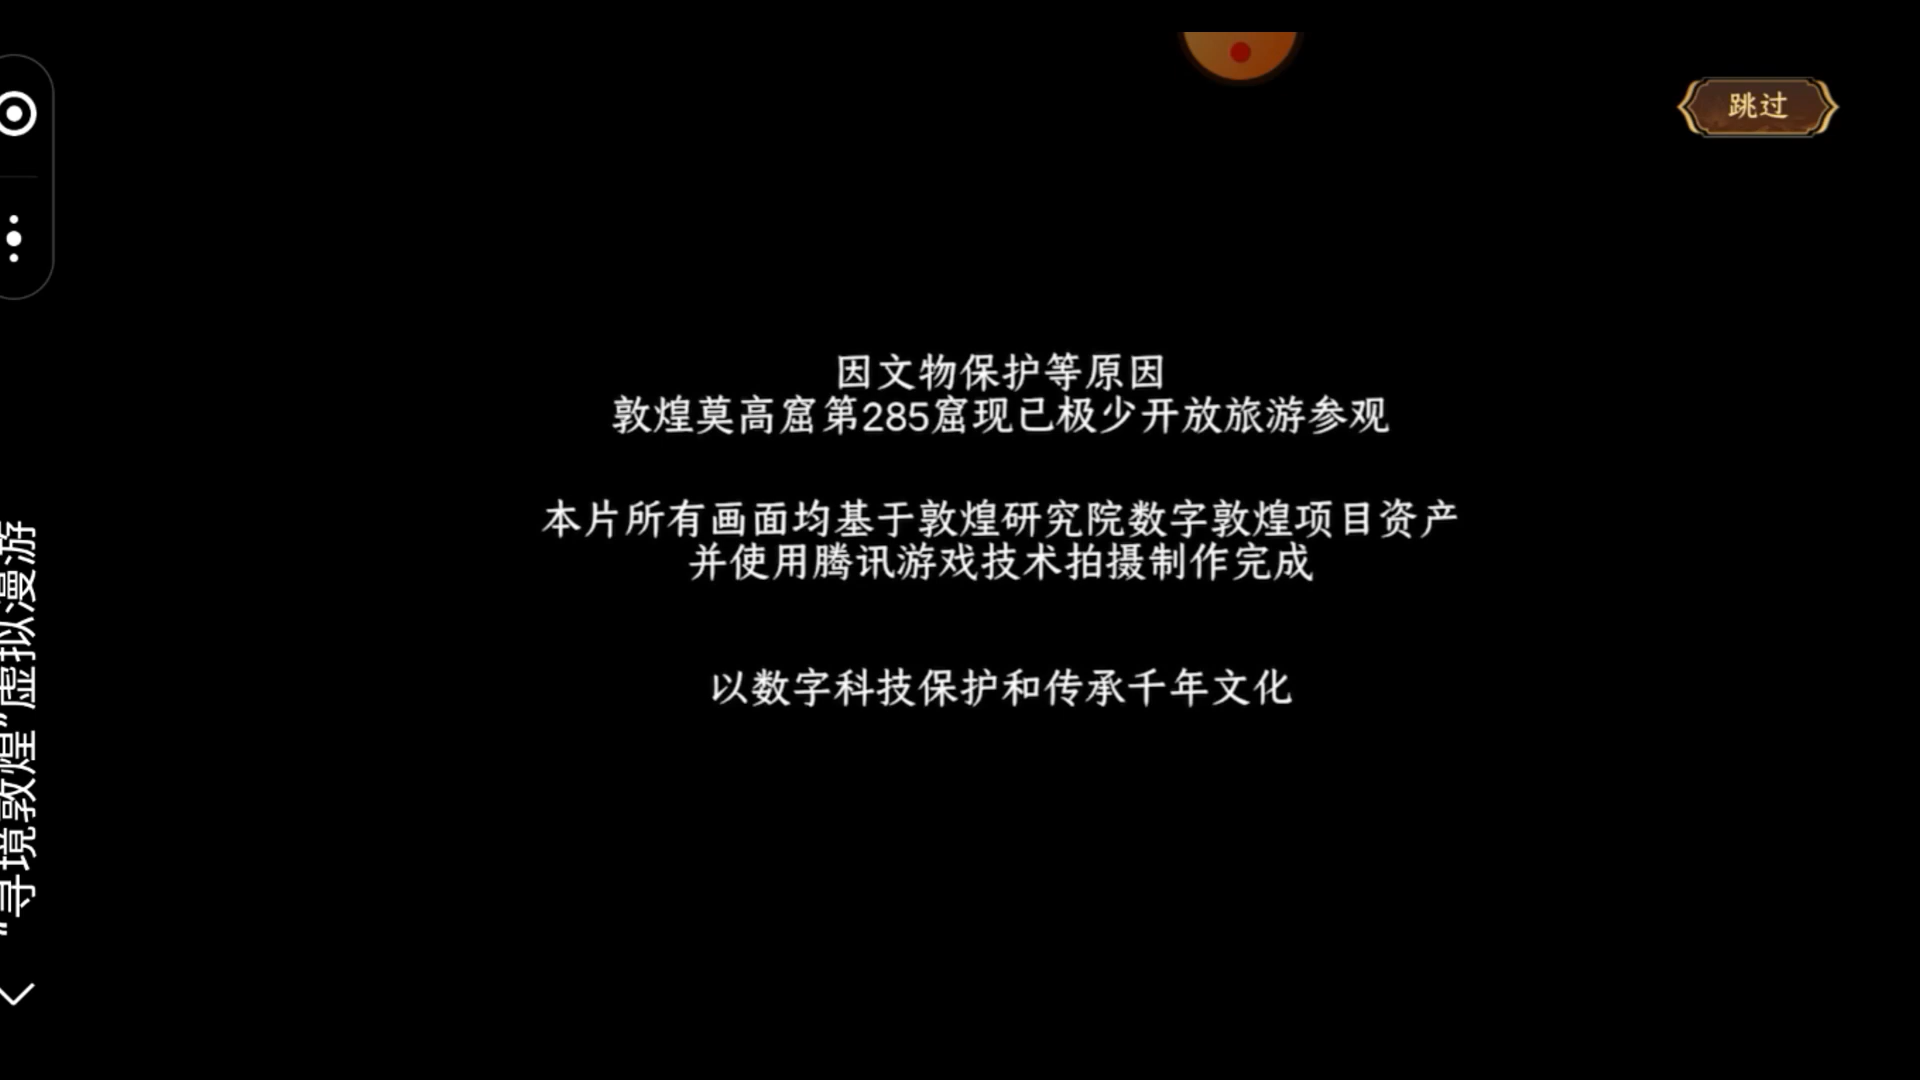 跳过
因文物保护等原因
敦煌莫高窟第285窟现已极少开放旅游参观
本片所有画面均基于敦煌研究院数字敦煌项目资产
并使用腾讯游戏技术拍摄制作完成
以数字科技保护和传承千年文化
“寻境敦煌”虚拟漫游